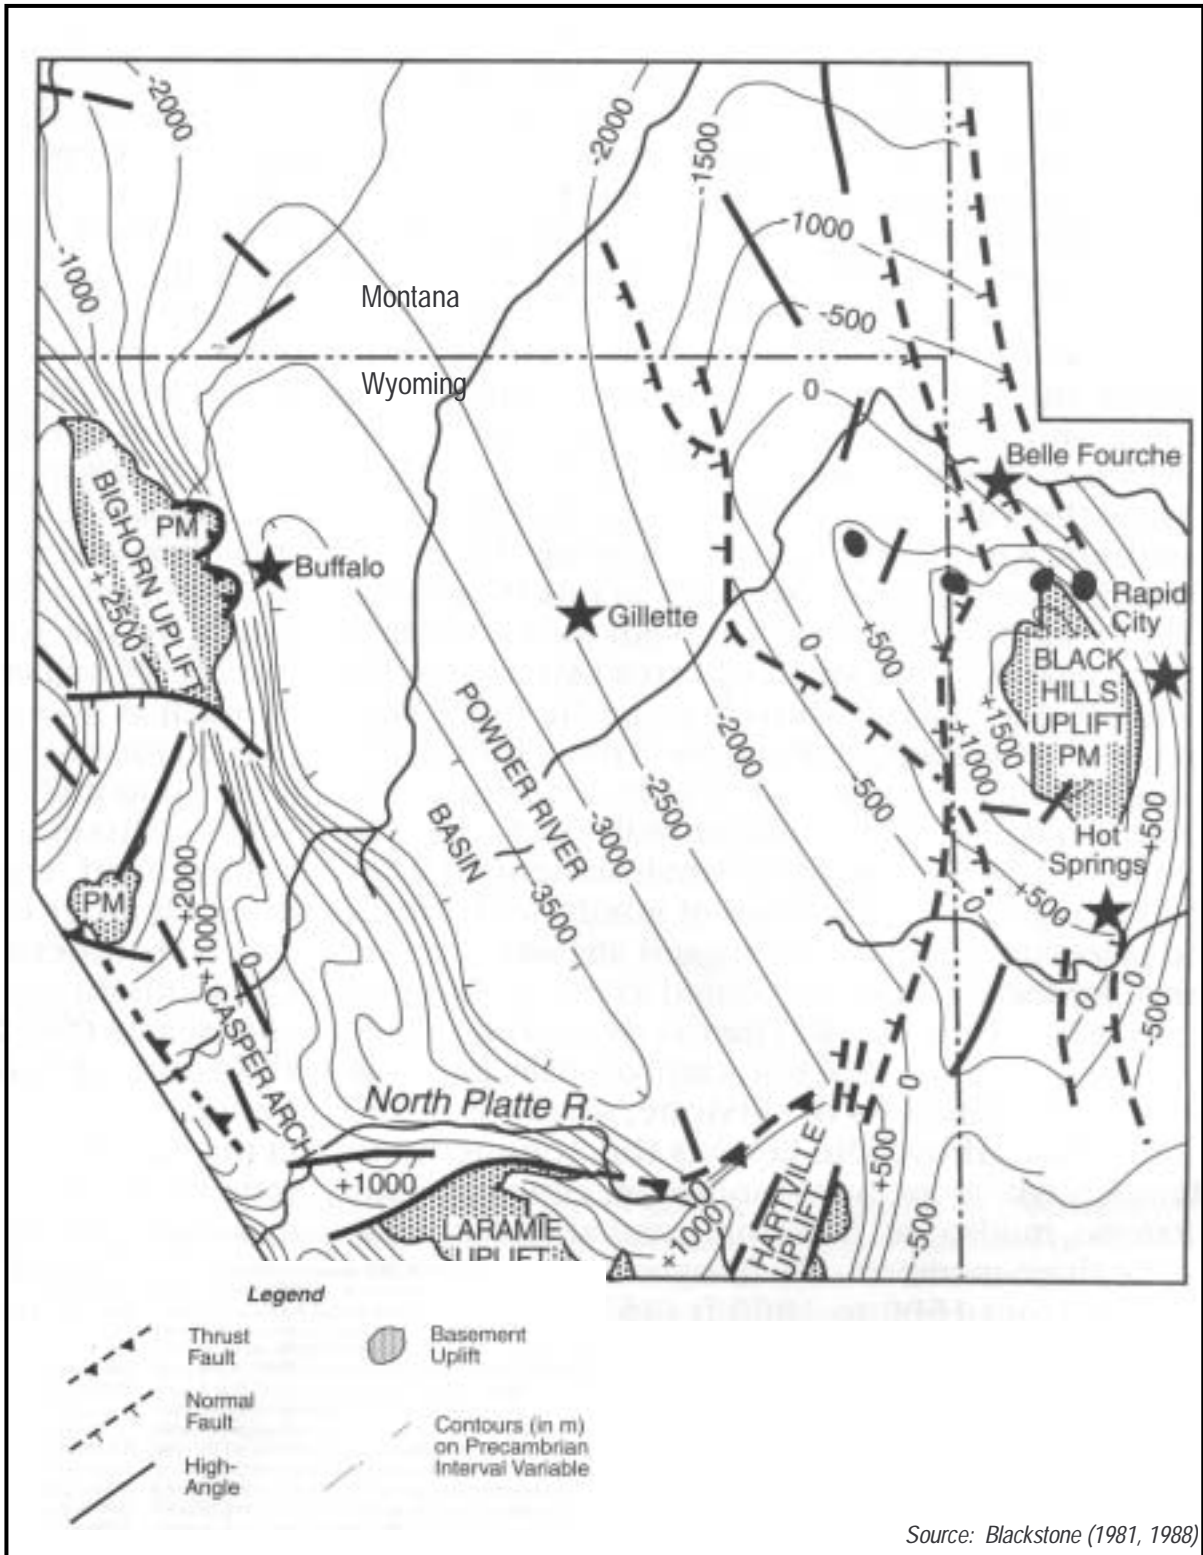 -2000
-2000
-1500
-1000
-1000
-500
Montana
Wyoming
0
Belle Fourche
BIGHORN UPLIFT
+2500
PM
Buffalo
Gillette
Rapid
City
BLACK
HILLS
UPLIFT
PM
+500
0
+1500
+1000
POWDER RIVER
BASIN
-2000
-2500
-3000
-3500
-500
Hot
Springs
+500
+500
0
PM
+2000
+1000
0
CASPER ARCH
North Platte R.
+1000
LARAMIE
UPLIFT
+1000
HARTVILLE
UPLIFT
+500
-500
0
0
0
-500
Legend
Thrust
Fault
Normal
Fault
High-
Angle
Basement
Uplift
Contours (in m)
on Precambrian
Interval Variable
Source: Blackstone (1981, 1988)